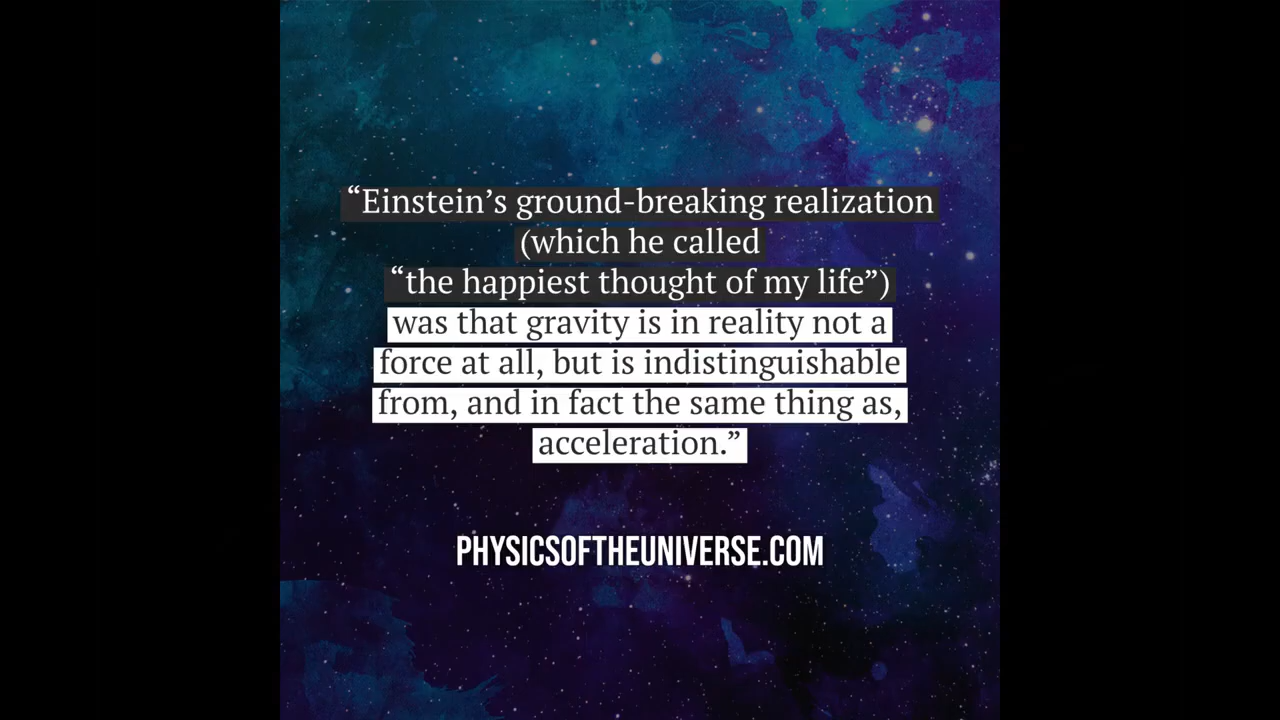 “Einstein’s ground-breaking realization
(which he called
“the happiest thought of my life”)
was that gravity is in reality not a
force at all, but is indistinguishable
from, and in fact the same thing as,
acceleration.”
PHYSICSOFTHEUNIVERSE.COM